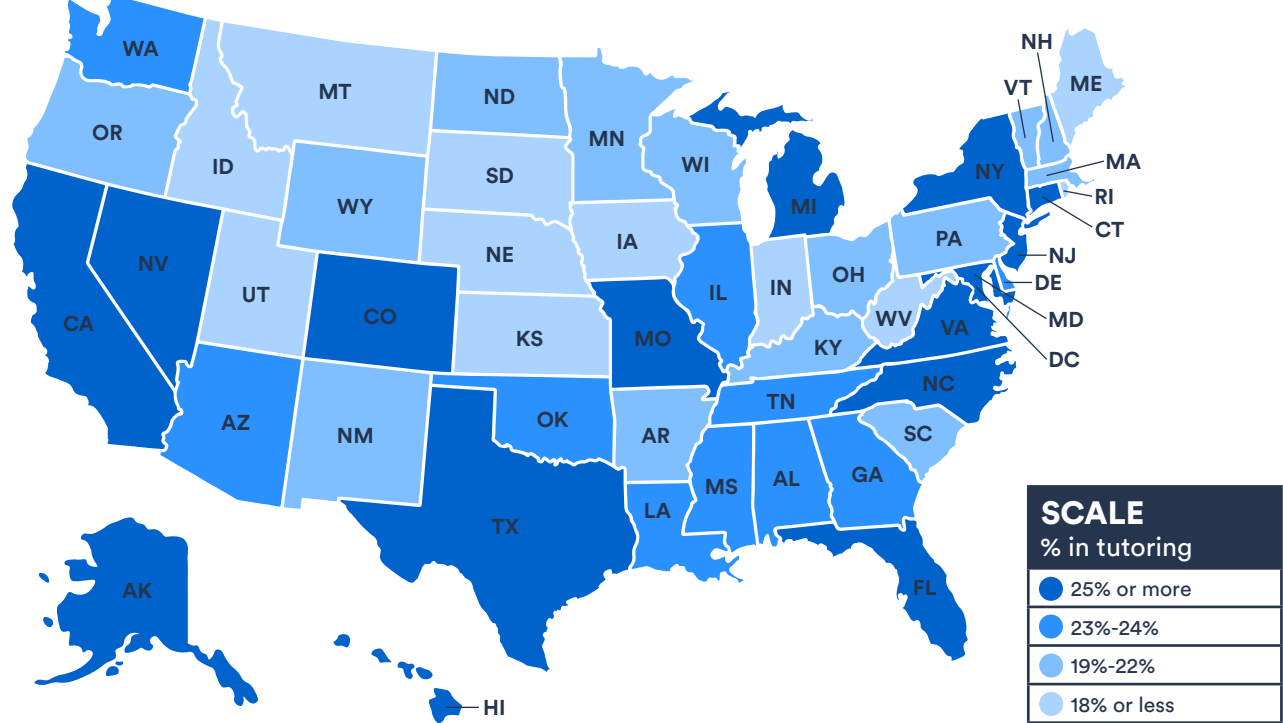 NH
WA
ME
VT
MT
ND
OR
MN
MA
ID
WI
NY
SD
RI
WY
MI
CT
PA
IA
NE
NJ
NV
OH
DE
UT
IL
IN
MD
CO
WV
VA
CA
MO
KS
KY
DC
NC
TN
AZ
OK
SC
NM
AR
GA
MS
AL
LA
TX
FL
AK
HI
SCALE
% in tutoring
25% or more
23%-24%
19%-22%
18% or less